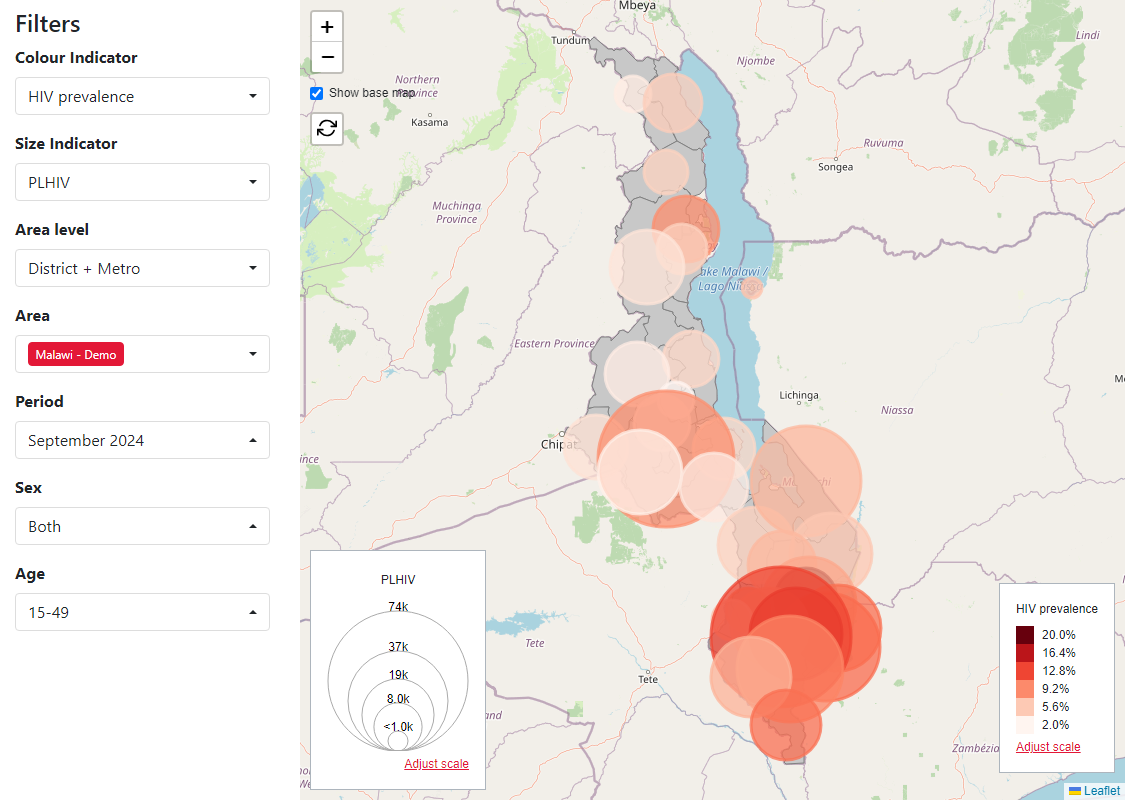 Filters
Colour Indicator
HIV prevalence
Size Indicator
PLHIV
Area level
District + Metro
Area
Malawi - Demo
Period
September 2024
Sex
Both
Age
15-49
+
−
Show base map
Mbeya
Tundum
Lindi
Njombe
Northern
Province
Kasama
Ruvuma
Songea
Muchinga
Province
Lake Malawi /
Lago Niassa
Eastern Province
Lichinga
Niassa
Chipat
ince
Tete
Tete
Zambézia
PLHIV
74k
37k
19k
8.0k
<1.0k
Adjust scale
HIV prevalence
20.0%
16.4%
12.8%
9.2%
5.6%
2.0%
Adjust scale
Leaflet